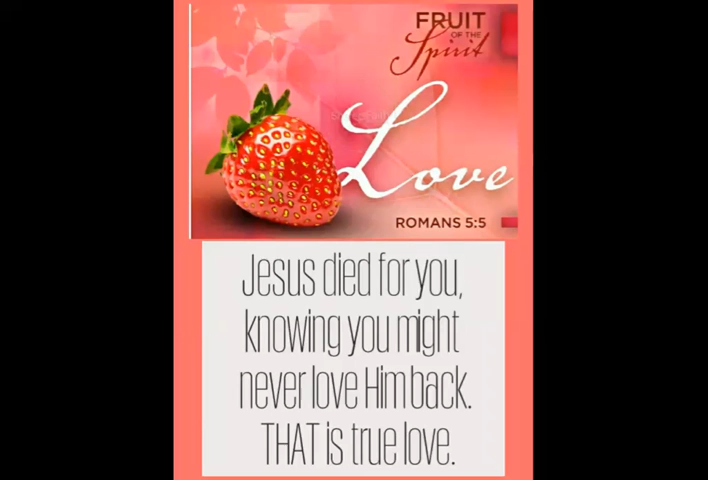 FRUIT
OF THE
Spirit
Love
ROMANS 5:5
Jesus died for you,
knowing you might
never love Him back.
THAT is true love.